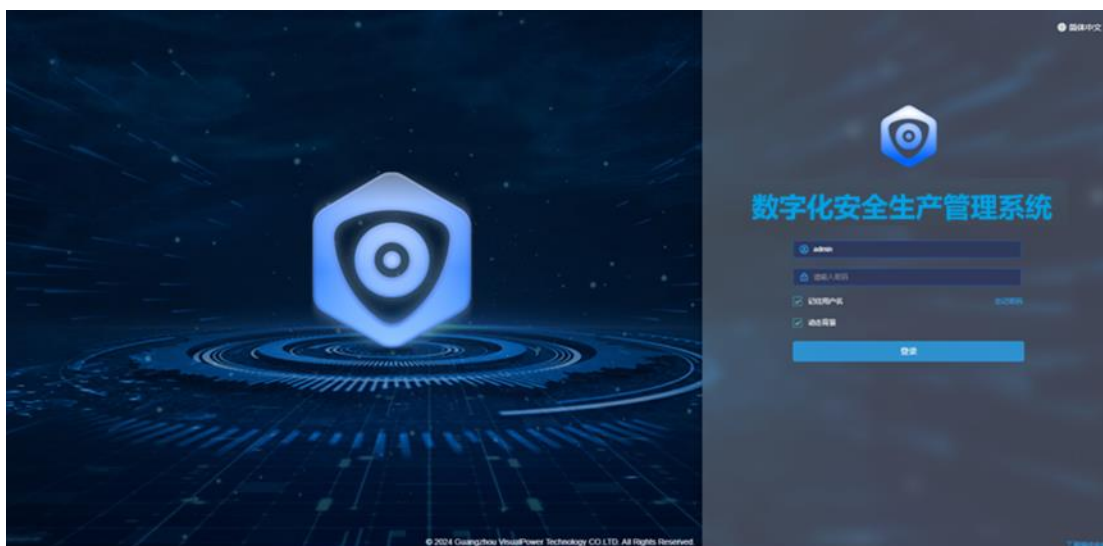 简体中文
数字化安全生产管理系统
admin
请输入密码
记住用户名
忘记密码
动态背景
登录
© 2024 Guangzhou VisualPower Technology CO.LTD. All Rights Reserved.